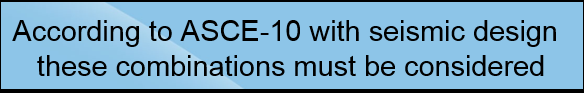 According to ASCE-10 with seismic design
these combinations must be considered